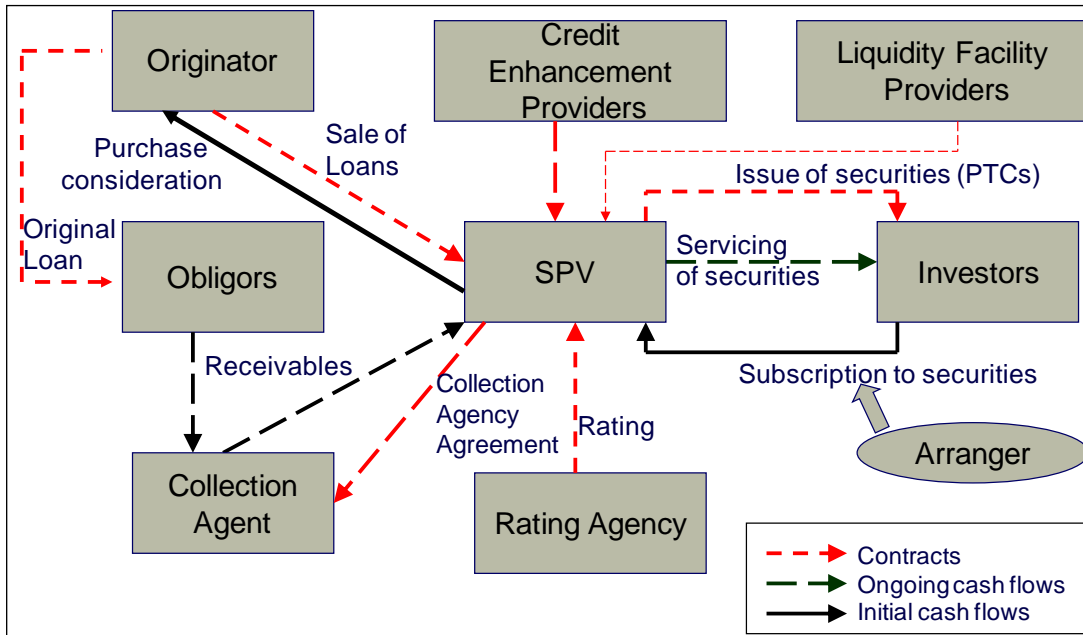 Originator
Credit
Enhancement
Providers
Liquidity Facility
Providers
Purchase
consideration
Sale of
Loans
Issue of securities (PTCs)
Original
Loan
Obligors
SPV
Servicing
of securities
Investors
Receivables
Collection
Agency
Agreement
Rating
Subscription to securities
Arranger
Collection
Agent
Rating Agency
Contracts
Ongoing cash flows
Initial cash flows